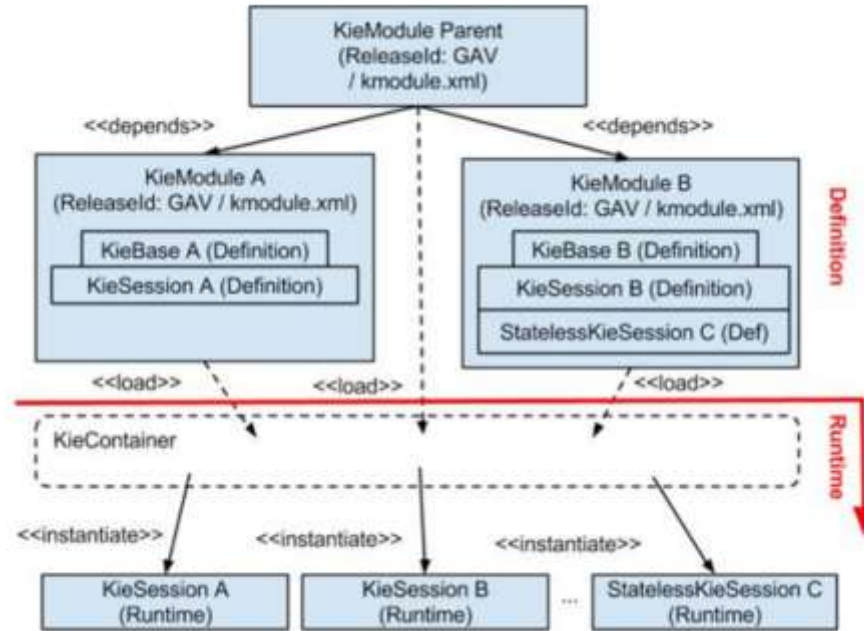 KieModule Parent
(ReleaseId: GAV
/ kmodule.xml)
<<depends>>
<<depends>>
KieModule A
(ReleaseId: GAV / kmodule.xml)
KieBase A (Definition)
KieSession A (Definition)
KieModule B
(ReleaseId: GAV / kmodule.xml)
KieBase B (Definition)
KieSession B (Definition)
StatelessKieSession C (Def)
Definition
<<load>>
<<load>>
<<load>>
KieContainer
Runtime
<<instantiate>>
<<instantiate>>
<<instantiate>>
KieSession A
(Runtime)
KieSession B
(Runtime)
...
StatelessKieSession C
(Runtime)